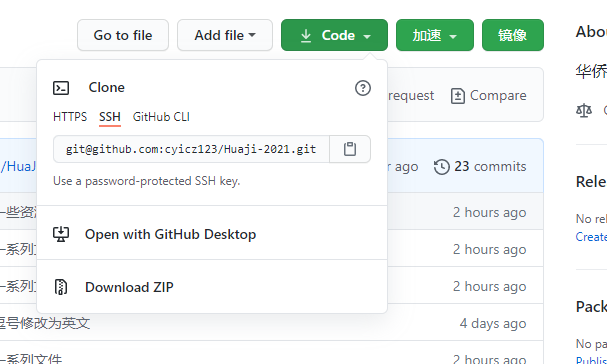 Go to file
Add file
Code
加速
镜像
Abou
华侨
Clone
HTTPS
SSH
GitHub CLI
request
Compare
git@github.com:cyicz123/Huaji-2021.git
/HuaJ
r ago
23 commits
Use a password-protected SSH key.
一些资
2 hours ago
Rele
No rel
Create
Open with GitHub Desktop
一系列文
2 hours ago
Download ZIP
一系列文
2 hours ago
Pack
逗号修改为英文
4 days ago
No pa
Publis
一系列文件
2 hours ago